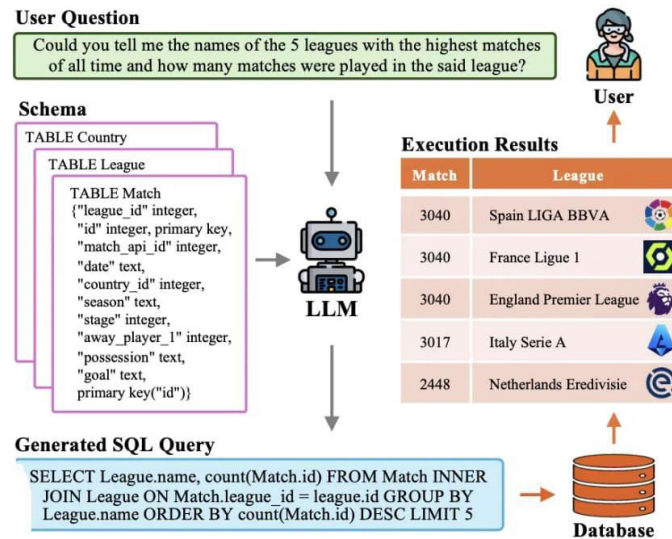 User Question
Could you tell me the names of the 5 leagues with the highest matches
of all time and how many matches were played in the said league?
User
Schema
TABLE Country
TABLE League
TABLE Match
{"league_id" integer,
"id" integer, primary key,
"match_api_id" integer,
"date" text,
"country_id" integer,
"season" text,
"stage" integer,
"away_player_1" integer,
"possession" text,
"goal" text,
primary key("id")}
LLM
Execution Results
Match League
3040 Spain LIGA BBVA
3040 France Ligue 1
3040 England Premier League
3017 Italy Serie A
2448 Netherlands Eredivisie
Generated SQL Query
SELECT League.name, count(Match.id) FROM Match INNER
JOIN League ON Match.league_id = league.id GROUP BY
League.name ORDER BY count(Match.id) DESC LIMIT 5
Database